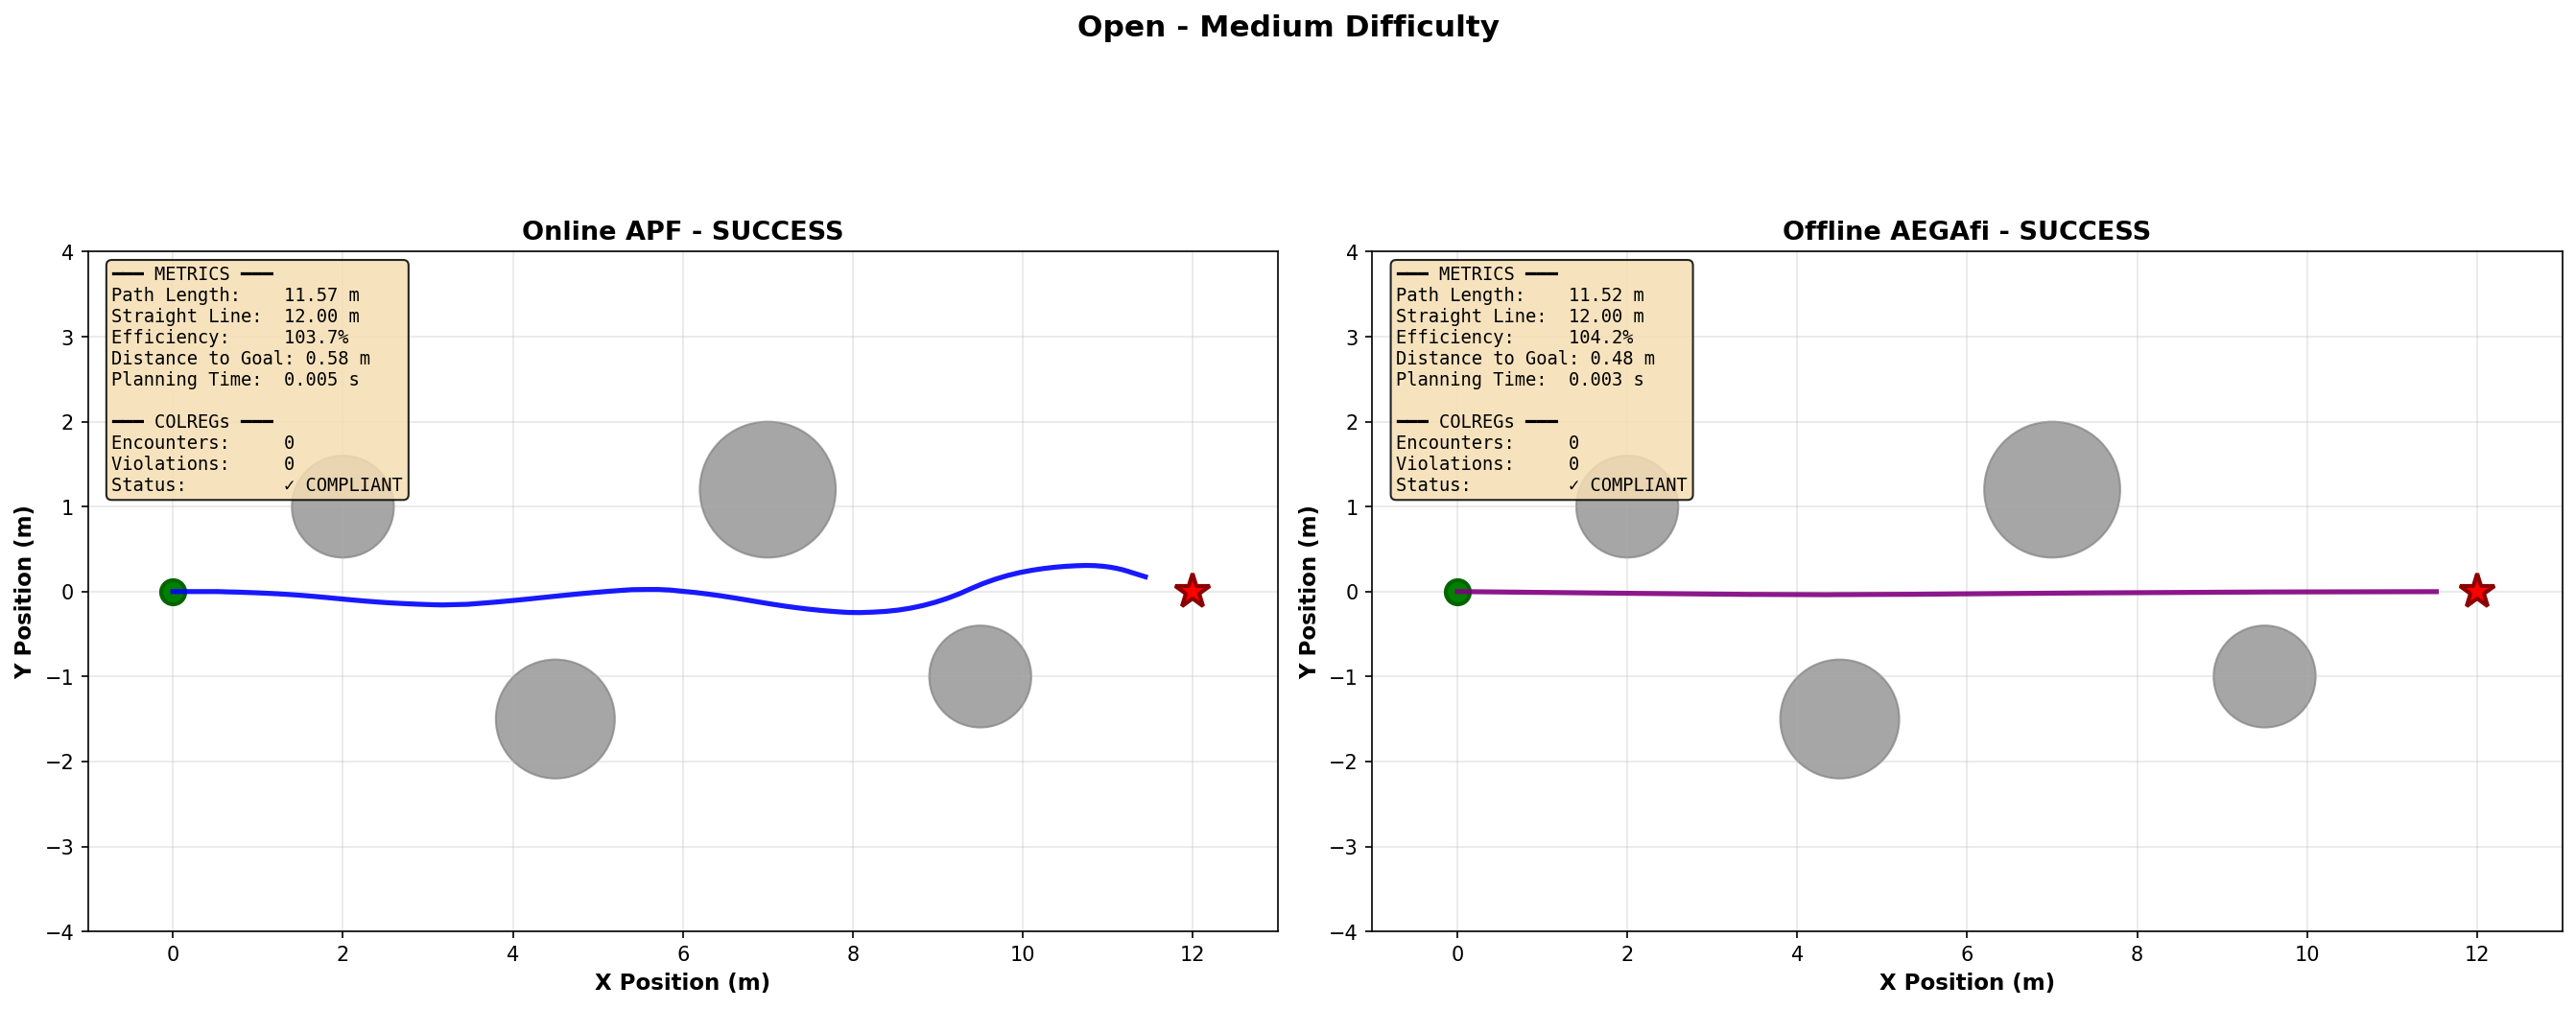 Open - Medium Difficulty
Online APF - SUCCESS
━━━ METRICS ━━━
Path Length: 11.57 m
Straight Line: 12.00 m
Efficiency: 103.7%
Distance to Goal: 0.58 m
Planning Time: 0.005 s
━━━ COLREGs ━━━
Encounters: 0
Violations: 0
Status: ✓ COMPLIANT
4
3
2
1
0
−1
−2
−3
−4
Y Position (m)
0 2 4 6 8 10 12
X Position (m)
Offline AEGAfi - SUCCESS
━━━ METRICS ━━━
Path Length: 11.52 m
Straight Line: 12.00 m
Efficiency: 104.2%
Distance to Goal: 0.48 m
Planning Time: 0.003 s
━━━ COLREGs ━━━
Encounters: 0
Violations: 0
Status: ✓ COMPLIANT
4
3
2
1
0
−1
−2
−3
−4
Y Position (m)
0 2 4 6 8 10 12
X Position (m)